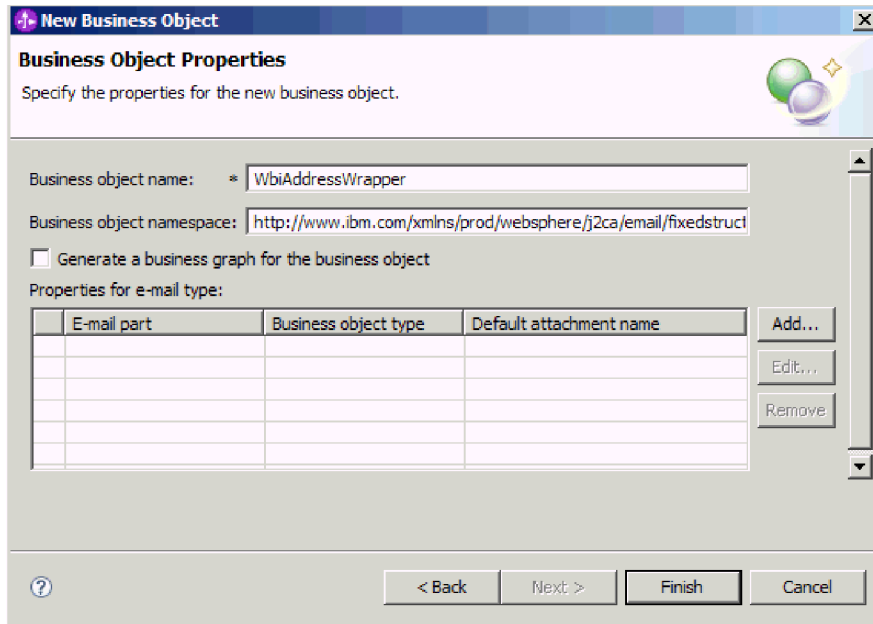 New Business Object
Business Object Properties
Specify the properties for the new business object.
Business object name: * WbiAddressWrapper
Business object namespace: http://www.ibm.com/xmlns/prod/websphere/j2ca/email/fixedstruct
Generate a business graph for the business object
Properties for e-mail type:
E-mail part Business object type Default attachment name
Add...
Edit...
Remove
< Back Next > Finish Cancel